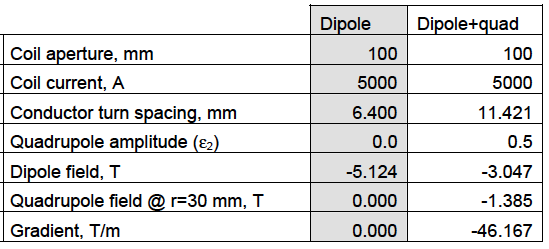 Dipole Dipole+quad
Coil aperture, mm 100 100
Coil current, A 5000 5000
Conductor turn spacing, mm 6.400 11.421
Quadrupole amplitude (ε₂) 0.0 0.5
Dipole field, T -5.124 -3.047
Quadrupole field @ r=30 mm, T 0.000 -1.385
Gradient, T/m 0.000 -46.167